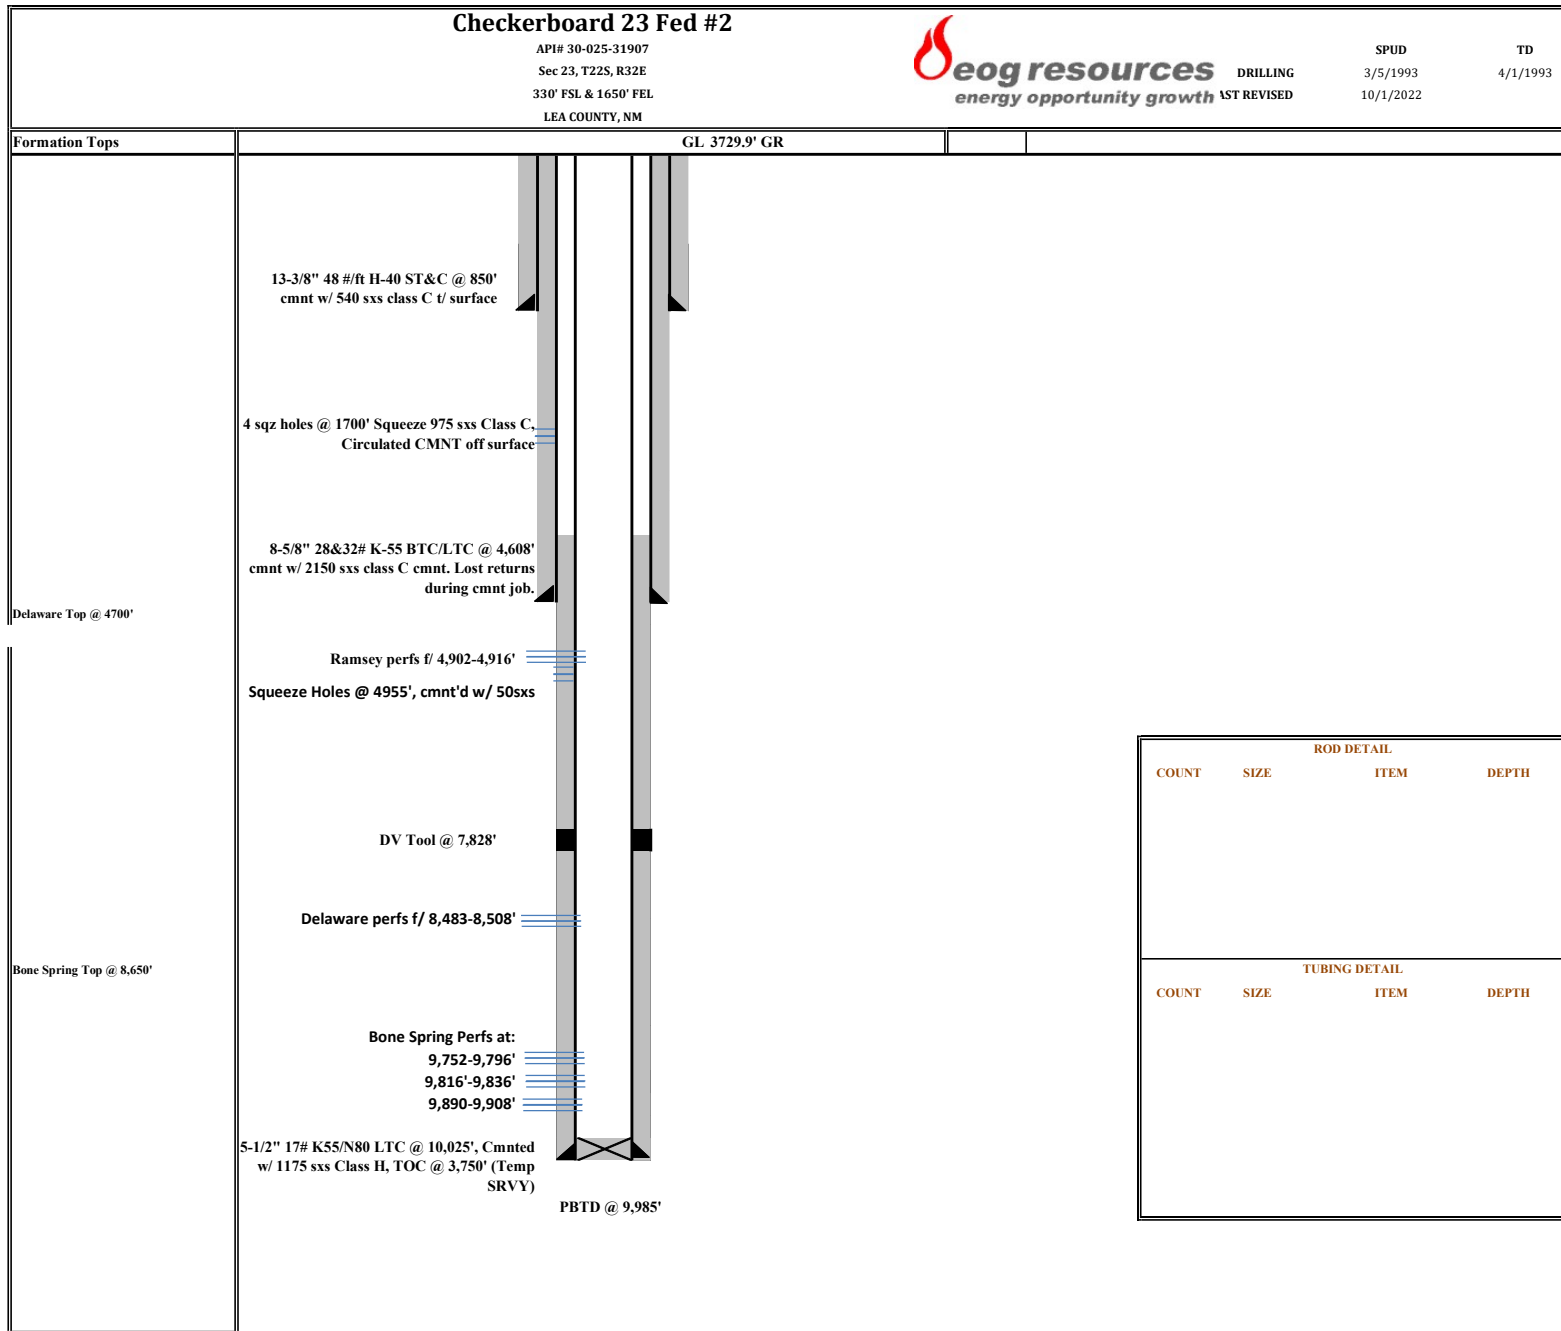 Checkerboard 23 Fed #2
API# 30-025-31907
Sec 23, T22S, R32E
330' FSL & 1650' FEL
LEA COUNTY, NM
eog resources
energy opportunity growth
SPUD TD
DRILLING 3/5/1993 4/1/1993
AST REVISED 10/1/2022
Formation Tops
GL 3729.9' GR
13-3/8" 48 #/ft H-40 ST&C @ 850'
cmnt w/ 540 sxs class C t/ surface
4 sqz holes @ 1700' Squeeze 975 sxs Class C,
Circulated CMNT off surface
8-5/8" 28&32# K-55 BTC/LTC @ 4,608'
cmnt w/ 2150 sxs class C cmnt. Lost returns
during cmnt job.
Delaware Top @ 4700'
Ramsey perfs f/ 4,902-4,916'
Squeeze Holes @ 4955', cmnt'd w/ 50sxs
DV Tool @ 7,828'
Delaware perfs f/ 8,483-8,508'
Bone Spring Top @ 8,650'
Bone Spring Perfs at:
9,752-9,796'
9,816'-9,836'
9,890-9,908'
5-1/2" 17# K55/N80 LTC @ 10,025', Cmnted
w/ 1175 sxs Class H, TOC @ 3,750' (Temp
SRVY)
PBTD @ 9,985'
ROD DETAIL
COUNT SIZE ITEM DEPTH
TUBING DETAIL
COUNT SIZE ITEM DEPTH